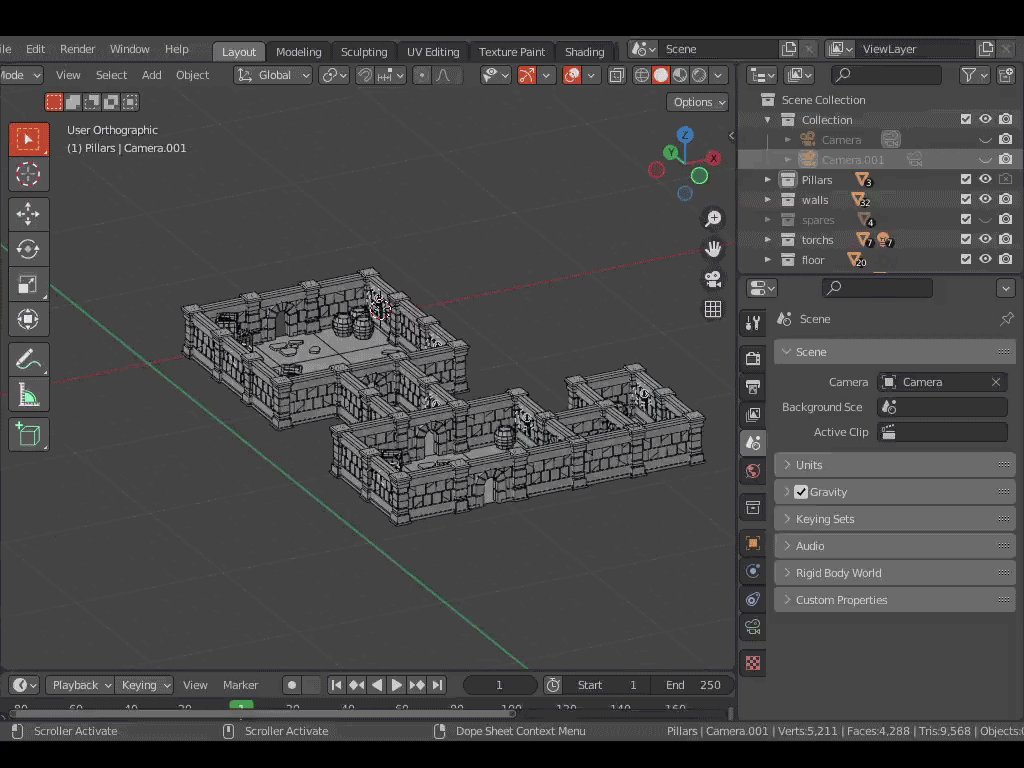 ile Edit Render Window Help Layout Modeling Sculpting UV Editing Texture Paint Shading Scene ViewLayer
Mode View Select Add Object Global
Options
User Orthographic
(1) Pillars | Camera.001
Z
Y
X
Scene Collection
Collection
Camera
Camera.001
Pillars 3
walls 32
spares 4
torchs 7 7
floor 20
Scene
Scene
Camera Camera
Background Sce
Active Clip
Units
Gravity
Keying Sets
Audio
Rigid Body World
Custom Properties
Playback Keying View Marker 1 Start 1 End 250
1
Scroller Activate Scroller Activate Dope Sheet Context Menu Pillars | Camera.001 | Verts:5,211 | Faces:4,288 | Tris:9,568 | Objects: